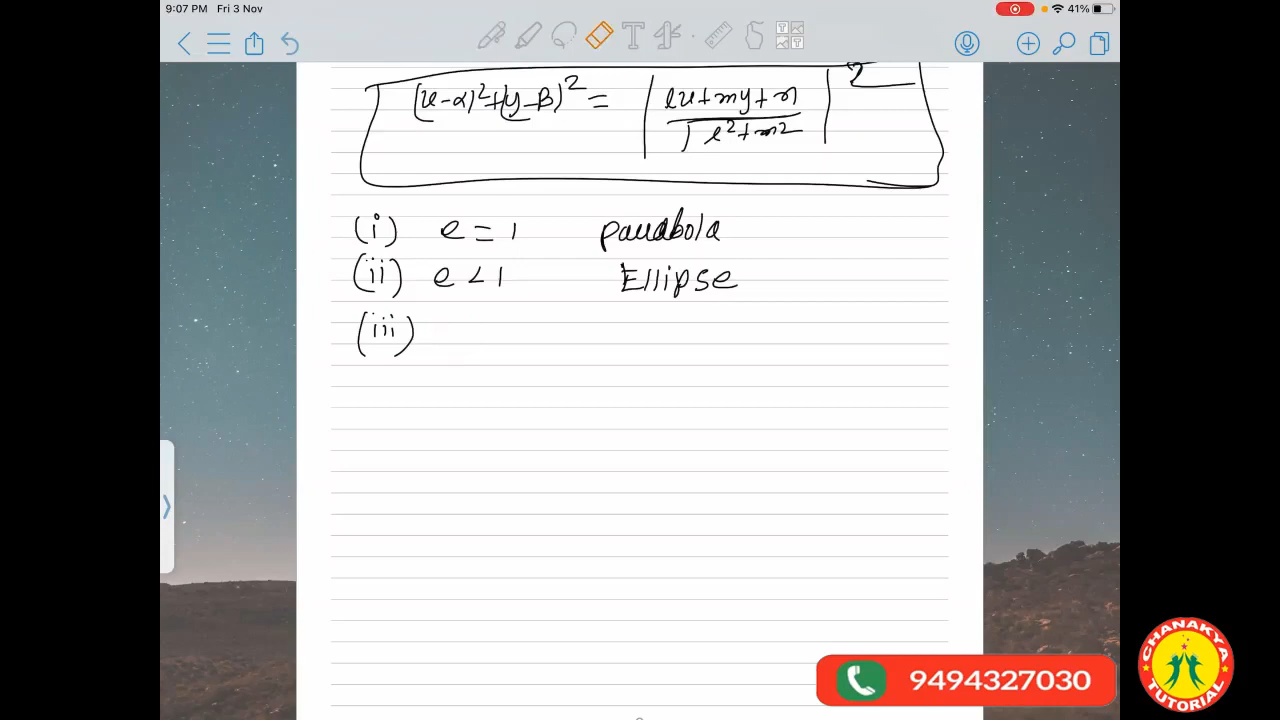 9:07 PM Fri 3 Nov
41%
(x-α)²+(y-β)² = | lx+my+n / √l²+m² | ²
(i) e = 1 parabola
(ii) e < 1 Ellipse
(iii)
9494327030
CHANAKYA
TUTORIAL